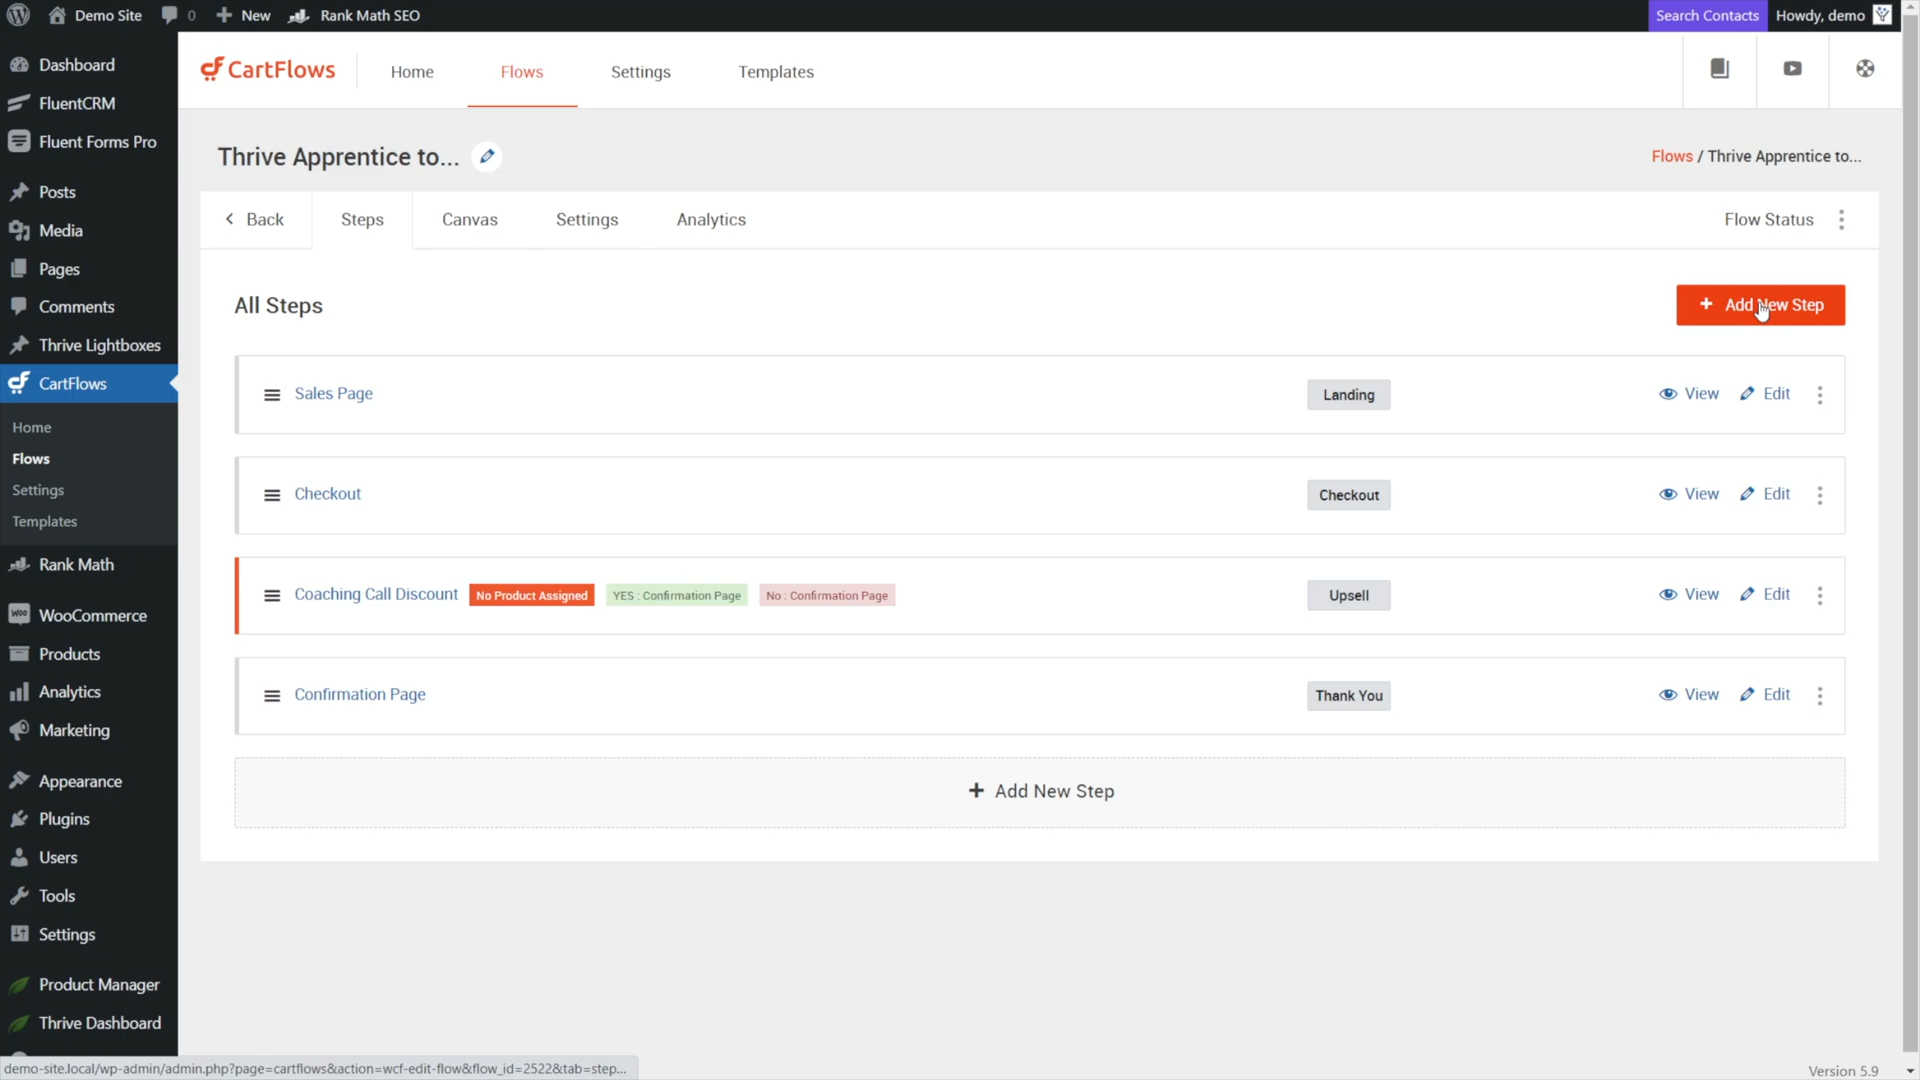 Demo Site 0 New Rank Math SEO Search Contacts Howdy, demo
Dashboard
FluentCRM
Fluent Forms Pro
Posts
Media
Pages
Comments
Thrive Lightboxes
CartFlows
Home
Flows
Settings
Templates
Rank Math
WooCommerce
Products
Analytics
Marketing
Appearance
Plugins
Users
Tools
Settings
Product Manager
Thrive Dashboard
CartFlows Home Flows Settings Templates
Thrive Apprentice to... Flows / Thrive Apprentice to...
Back Steps Canvas Settings Analytics Flow Status
All Steps + Add New Step
Sales Page Landing View Edit
Checkout Checkout View Edit
Coaching Call Discount No Product Assigned YES : Confirmation Page No : Confirmation Page Upsell View Edit
Confirmation Page Thank You View Edit
+ Add New Step
demo-site.local/wp-admin/admin.php?page=cartflows&action=wcf-edit-flow&flow_id=2522&tab=step...
Version 5.9